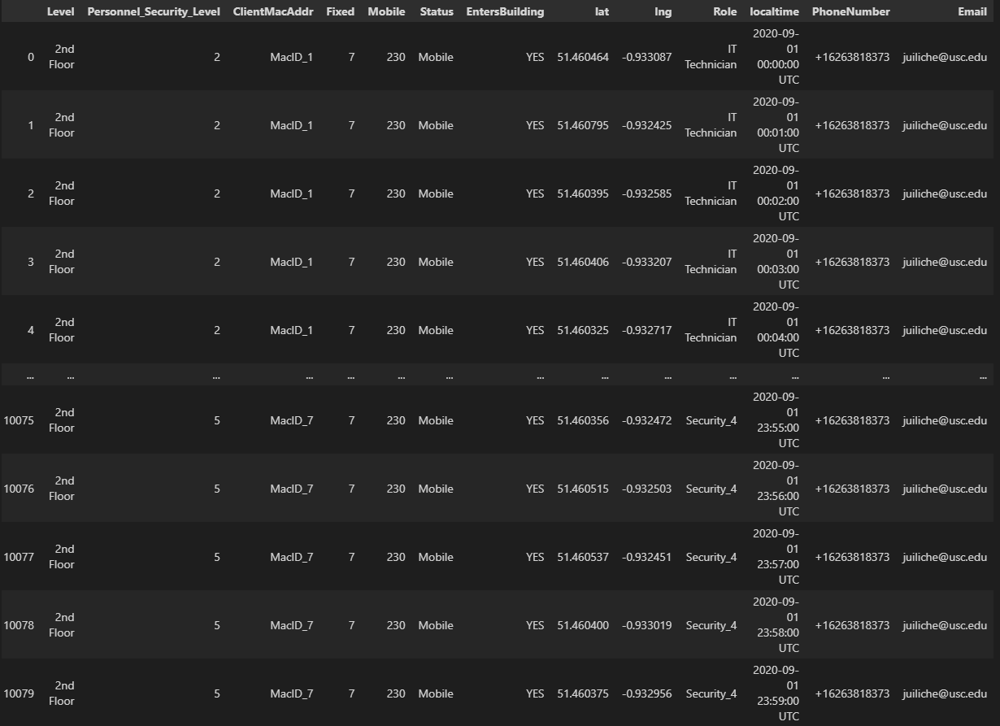 Level Personnel_Security_Level ClientMacAddr Fixed Mobile Status EntersBuilding lat lng Role localtime PhoneNumber Email
0 2nd Floor 2 MacID_1 7 230 Mobile YES 51.460464 -0.933087 IT Technician 2020-09-01 00:00:00 UTC +16263818373 juiliche@usc.edu
1 2nd Floor 2 MacID_1 7 230 Mobile YES 51.460795 -0.932425 IT Technician 2020-09-01 00:01:00 UTC +16263818373 juiliche@usc.edu
2 2nd Floor 2 MacID_1 7 230 Mobile YES 51.460395 -0.932585 IT Technician 2020-09-01 00:02:00 UTC +16263818373 juiliche@usc.edu
3 2nd Floor 2 MacID_1 7 230 Mobile YES 51.460406 -0.933207 IT Technician 2020-09-01 00:03:00 UTC +16263818373 juiliche@usc.edu
4 2nd Floor 2 MacID_1 7 230 Mobile YES 51.460325 -0.932717 IT Technician 2020-09-01 00:04:00 UTC +16263818373 juiliche@usc.edu
... ... ... ... ... ... ... ... ... ... ... ... ... ...
10075 2nd Floor 5 MacID_7 7 230 Mobile YES 51.460356 -0.932472 Security_4 2020-09-01 23:55:00 UTC +16263818373 juiliche@usc.edu
10076 2nd Floor 5 MacID_7 7 230 Mobile YES 51.460515 -0.932503 Security_4 2020-09-01 23:56:00 UTC +16263818373 juiliche@usc.edu
10077 2nd Floor 5 MacID_7 7 230 Mobile YES 51.460537 -0.932451 Security_4 2020-09-01 23:57:00 UTC +16263818373 juiliche@usc.edu
10078 2nd Floor 5 MacID_7 7 230 Mobile YES 51.460400 -0.933019 Security_4 2020-09-01 23:58:00 UTC +16263818373 juiliche@usc.edu
10079 2nd Floor 5 MacID_7 7 230 Mobile YES 51.460375 -0.932956 Security_4 2020-09-01 23:59:00 UTC +16263818373 juiliche@usc.edu